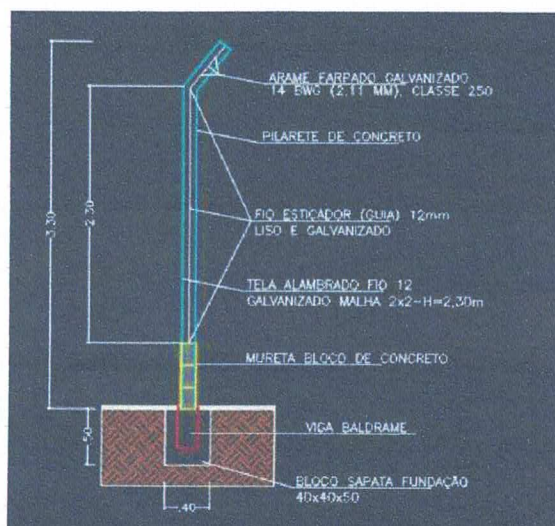 ARAME FARPADO GALVANIZADO
14 BWG (2,11 MM), CLASSE 250
PILARETE DE CONCRETO
3.30
2.30
FIO ESTICADOR (GUIA) 12mm
LISO E GALVANIZADO
TELA ALAMBRADO FIO 12
GALVANIZADO MALHA 2x2-H=2,30m
MURETA BLOCO DE CONCRETO
VIGA BALDRAME
.50
BLOCO SAPATA FUNDAÇÃO
40x40x50
.40